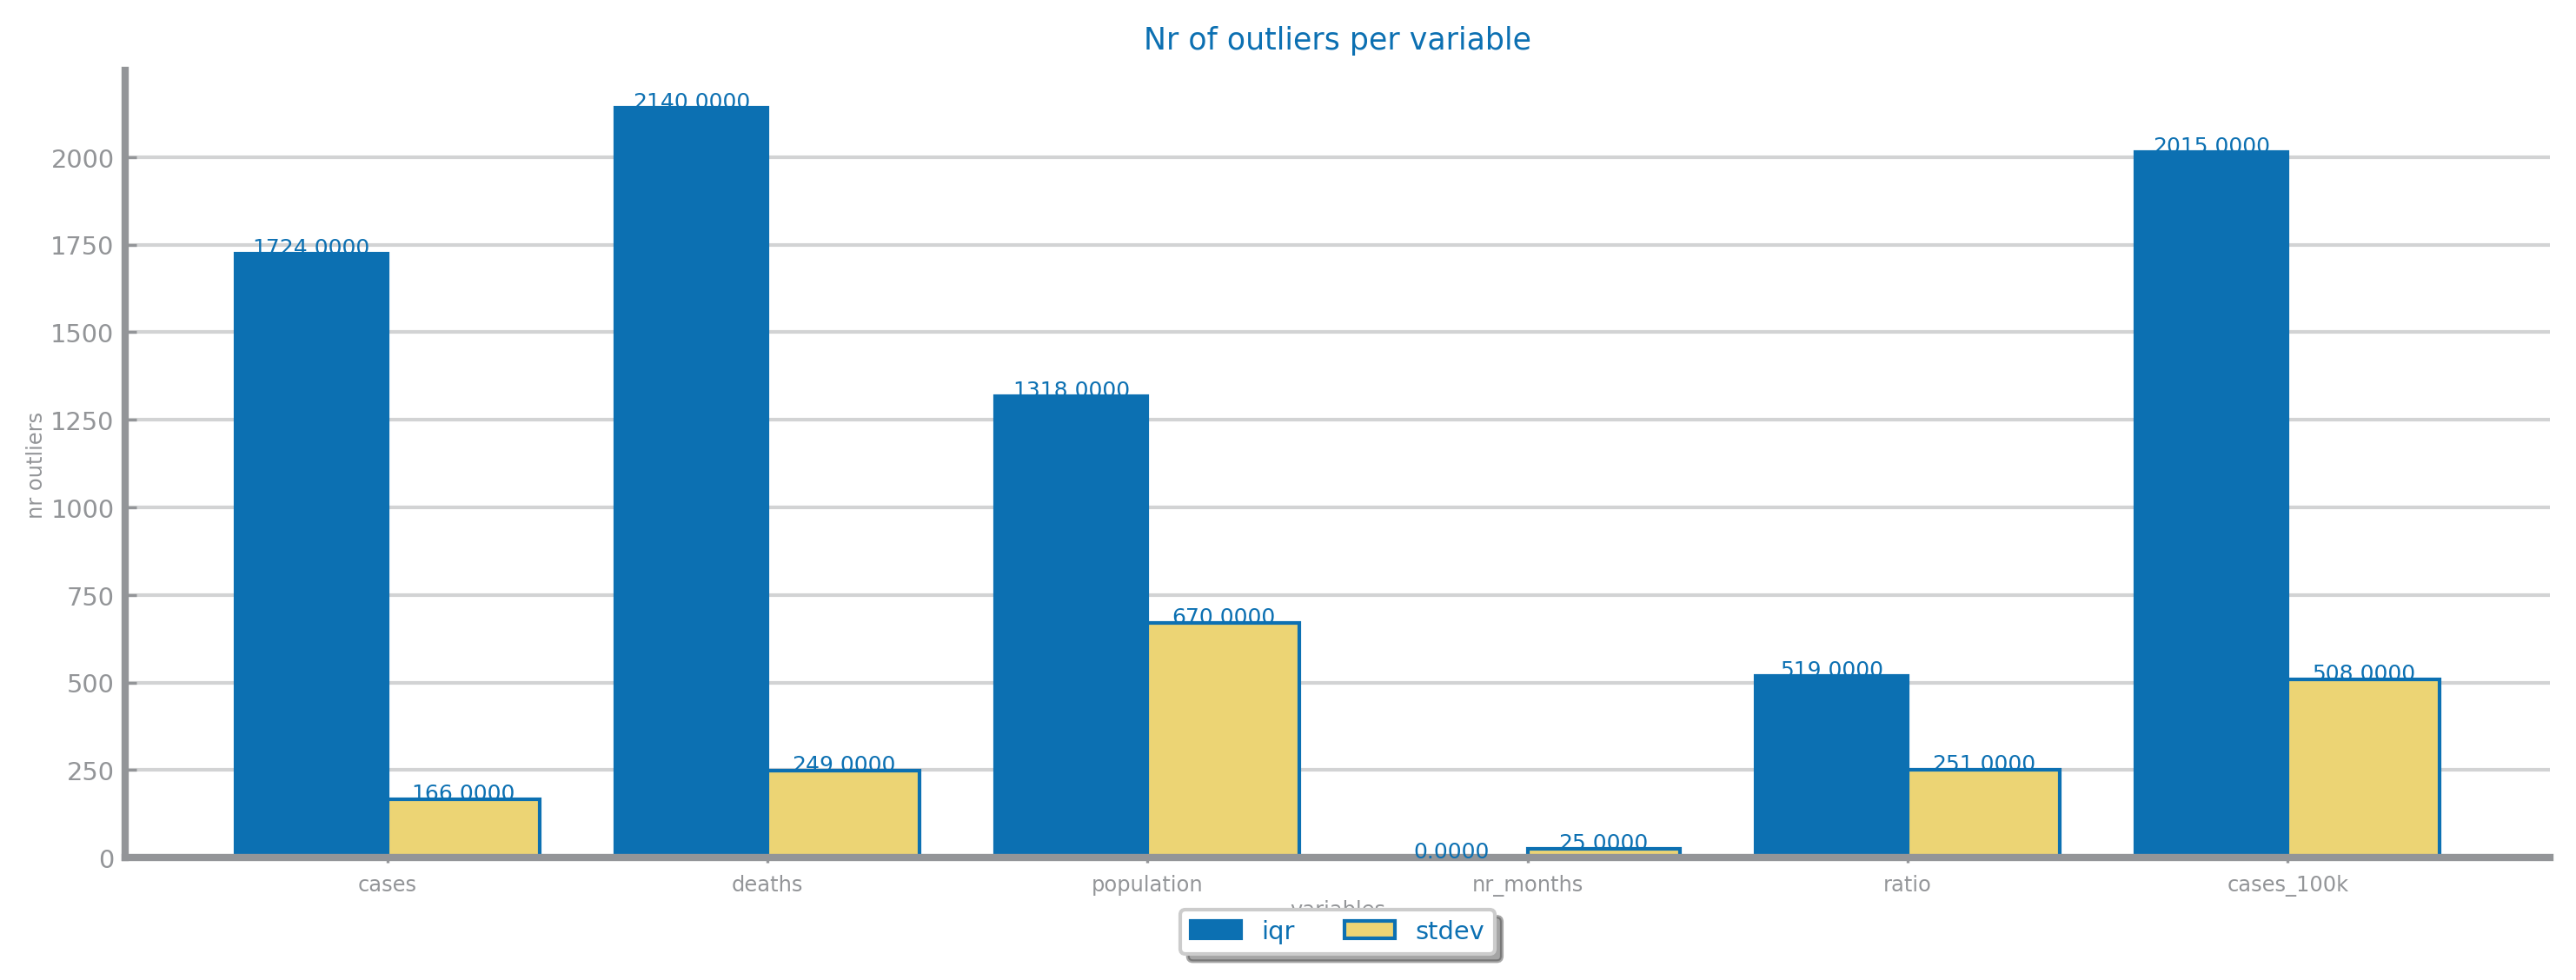 Nr of outliers per variable
2140.0000
2015.0000
1724.0000
1318.0000
670.0000
519.0000
508.0000
249.0000
251.0000
166.0000
0.0000
25.0000
2000
1750
1500
1250
1000
750
500
250
0
nr outliers
cases
deaths
population
nr_months
ratio
cases_100k
variables
iqr
stdev